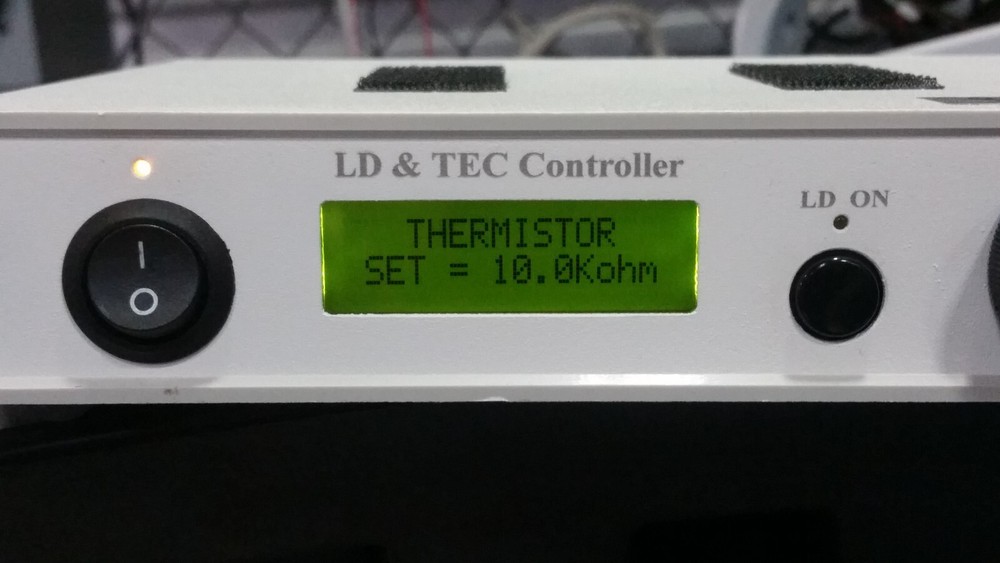 LD & TEC Controller
THERMISTOR
SET = 10.0Kohm
LD ON
I
O